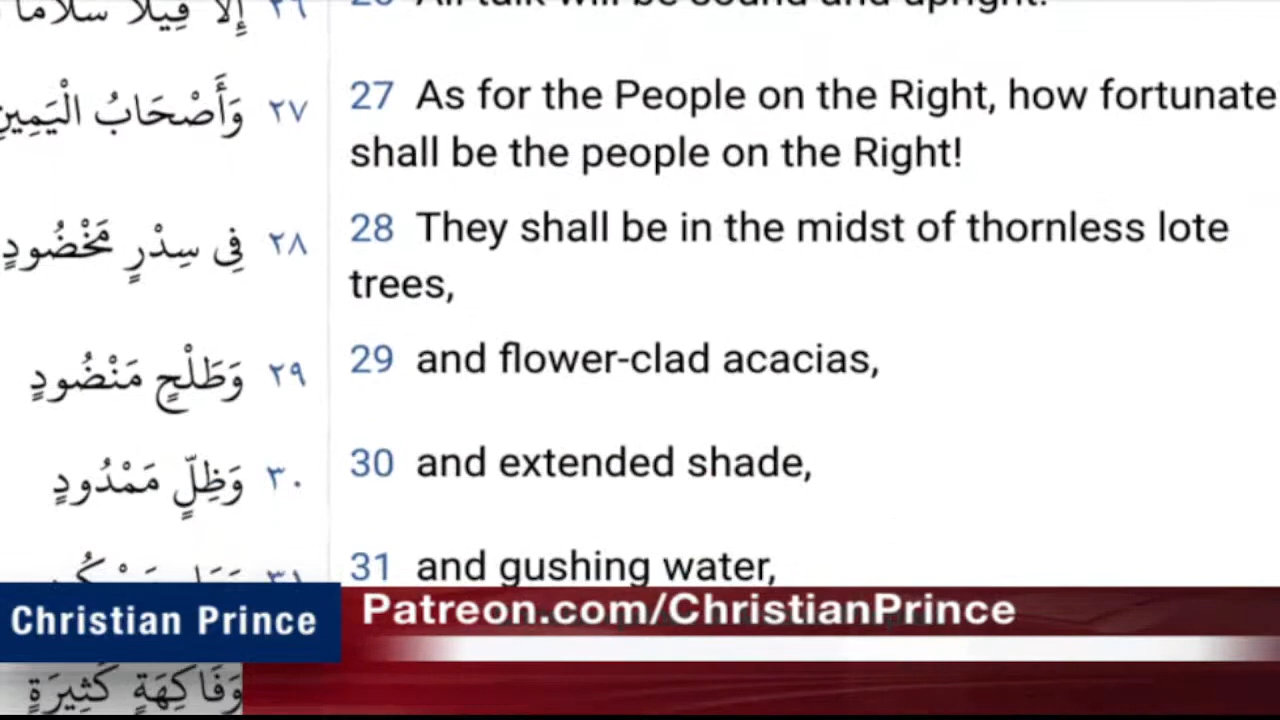 إِلَّا قِيلًا سَلَامًا ٢٦
27 As for the People on the Right, how fortunate
shall be the people on the Right!
وَأَصْحَابُ الْيَمِينِ ٢٧
28 They shall be in the midst of thornless lote
trees,
فِي سِدْرٍ مَخْضُودٍ ٢٨
29 and flower-clad acacias,
وَطَلْحٍ مَنْضُودٍ ٢٩
30 and extended shade,
وَظِلٍّ مَمْدُودٍ ٣٠
31 and gushing water,
Christian Prince
Patreon.com/ChristianPrince
وَفَاكِهَةٍ كَثِيرَةٍ